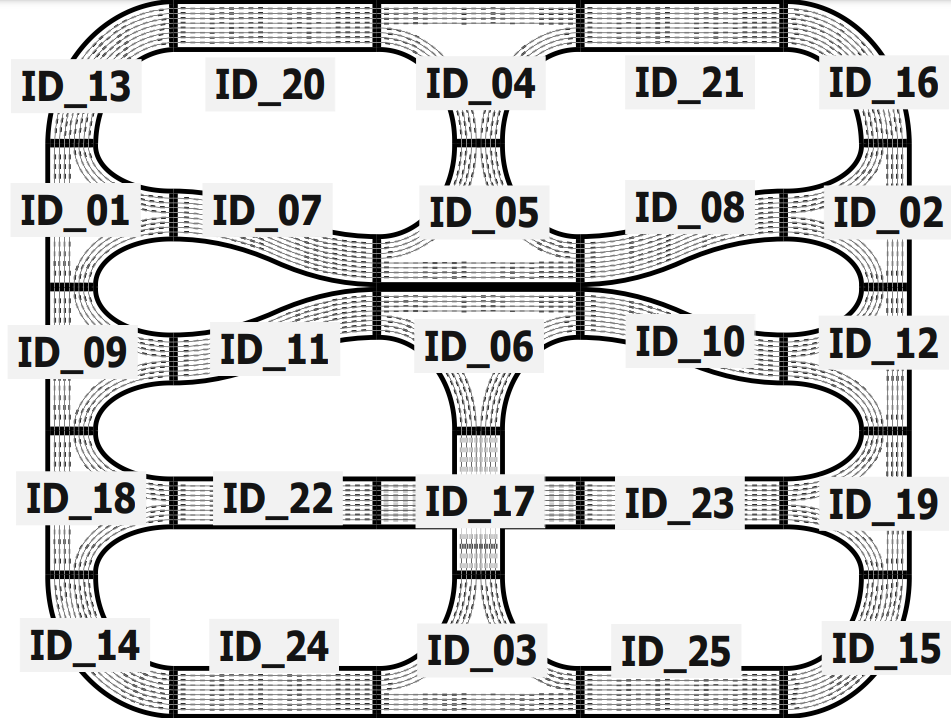 ID_13 ID_20 ID_04 ID_21 ID_16
ID_01 ID_07 ID_05 ID_08 ID_02
ID_09 ID_11 ID_06 ID_10 ID_12
ID_18 ID_22 ID_17 ID_23 ID_19
ID_14 ID_24 ID_03 ID_25 ID_15